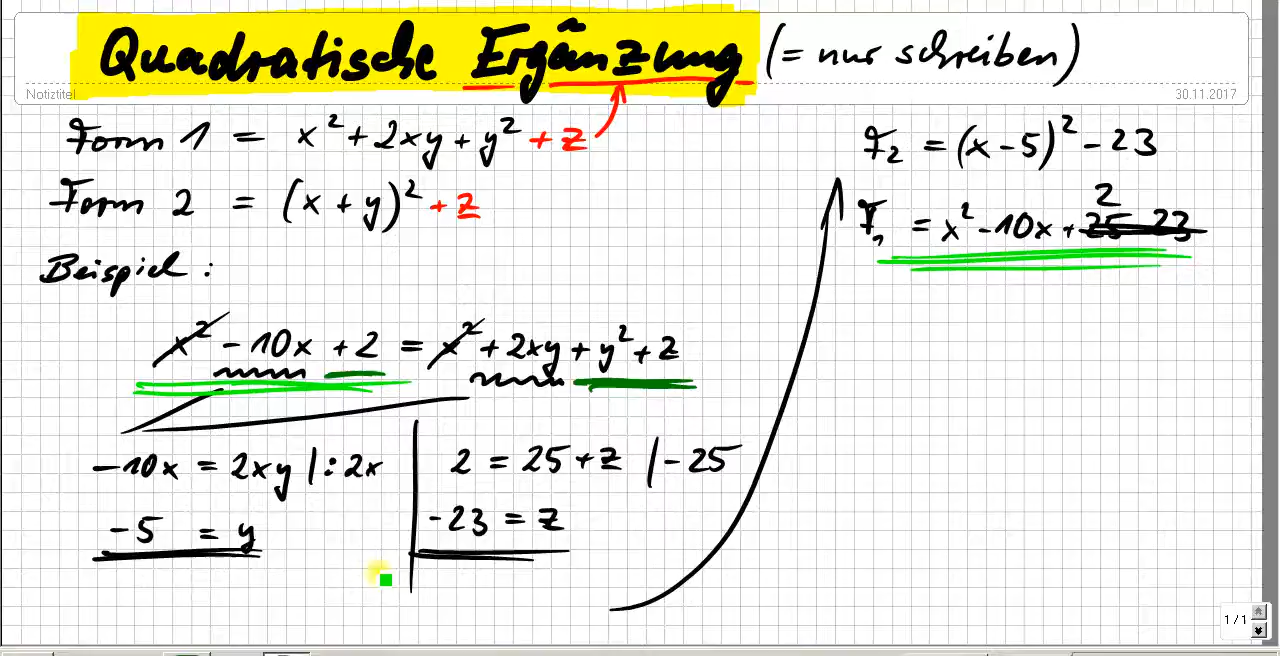 Quadratische Ergänzung (= nur schreiben)
Notiztitel
30.11.2017
Form 1 = x² + 2xy + y² + z
Form 2 = (x + y)² + z
Beispiel:
x² - 10x + 2 = x² + 2xy + y² + z
-10x = 2xy |: 2x
-5 = y
2 = 25 + z | -25
-23 = z
F₂ = (x - 5)² - 23
2
F₁ = x² - 10x + 25 - 23
1/1